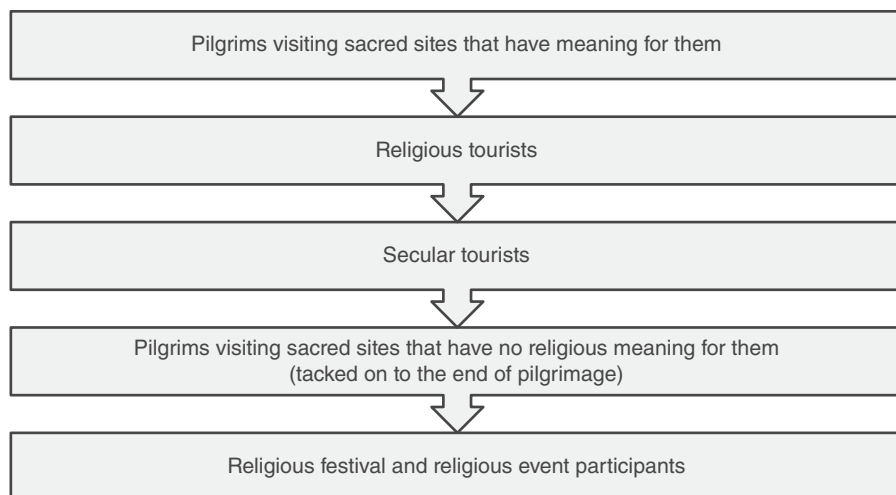 Pilgrims visiting sacred sites that have meaning for them
Religious tourists
Secular tourists
Pilgrims visiting sacred sites that have no religious meaning for them
(tacked on to the end of pilgrimage)
Religious festival and religious event participants